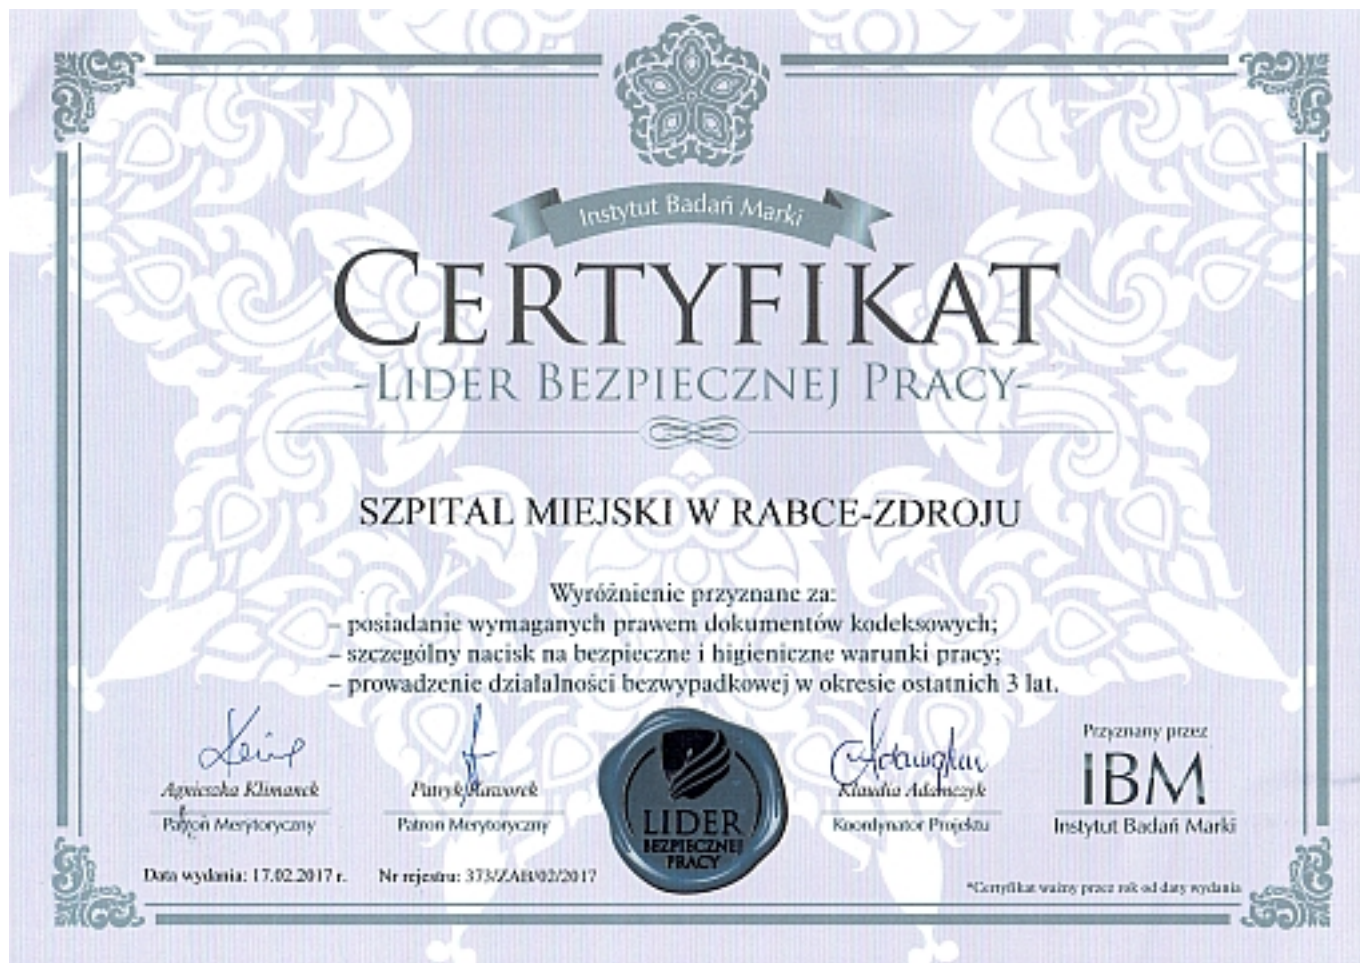 Instytut Badań Marki
CERTYFIKAT
-LIDER BEZPIECZNEJ PRACY-
SZPITAL MIEJSKI W RABCE-ZDROJU
Wyróżnienie przyznane za:
– posiadanie wymaganych prawem dokumentów kodeksowych;
– szczególny nacisk na bezpieczne i higieniczne warunki pracy;
– prowadzenie działalności bezwypadkowej w okresie ostatnich 3 lat.
Agnieszka Klimanek
Patron Merytoryczny
Patryk
Patron Merytoryczny
LIDER
BEZPIECZNEJ
PRACY
Klaudia Adamczyk
Koordynator Projektu
Przyznany przez
iBM
Instytut Badań Marki
Data wydania: 17.02.2017 r.
Nr rejestru: 373/ZAB/02/2017
*Certyfikat ważny przez rok od daty wydania